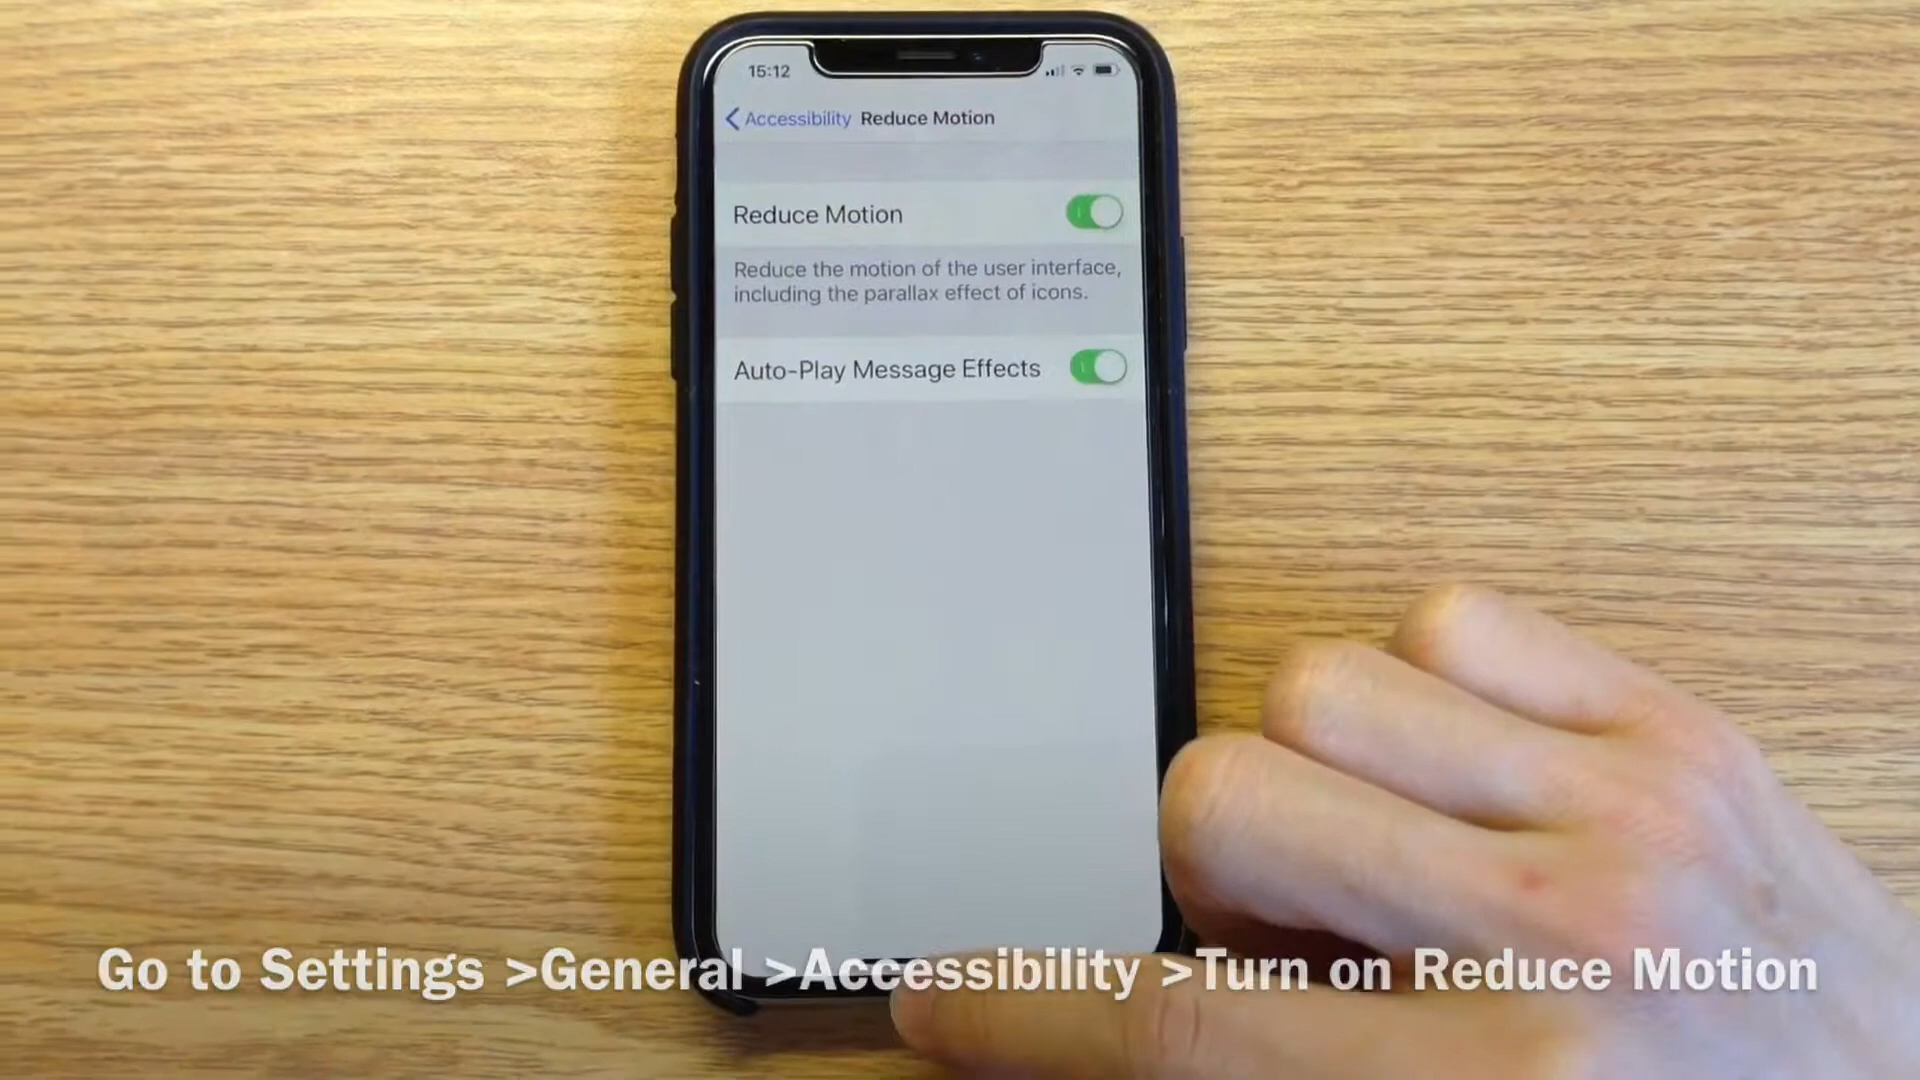 15:12
Accessibility Reduce Motion
Reduce Motion
Reduce the motion of the user interface,
including the parallax effect of icons.
Auto-Play Message Effects
Go to Settings >General >Accessibility >Turn on Reduce Motion